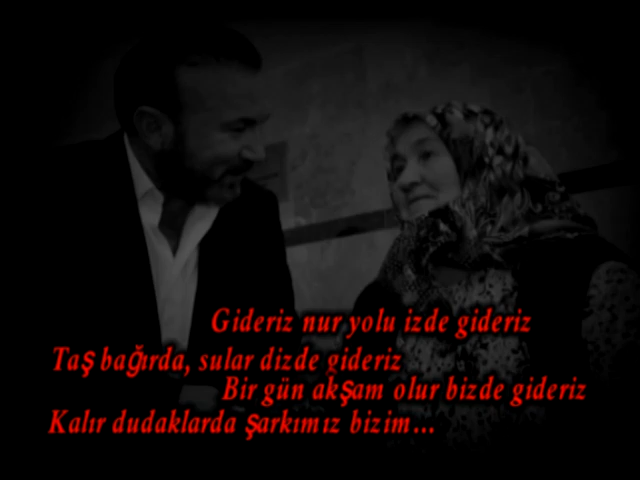 Gideriz nur yolu izde gideriz
Taş bağırda, sular dizde gideriz
Bir gün akşam olur bizde gideriz
Kalır dudaklarda şarkımız bizim...